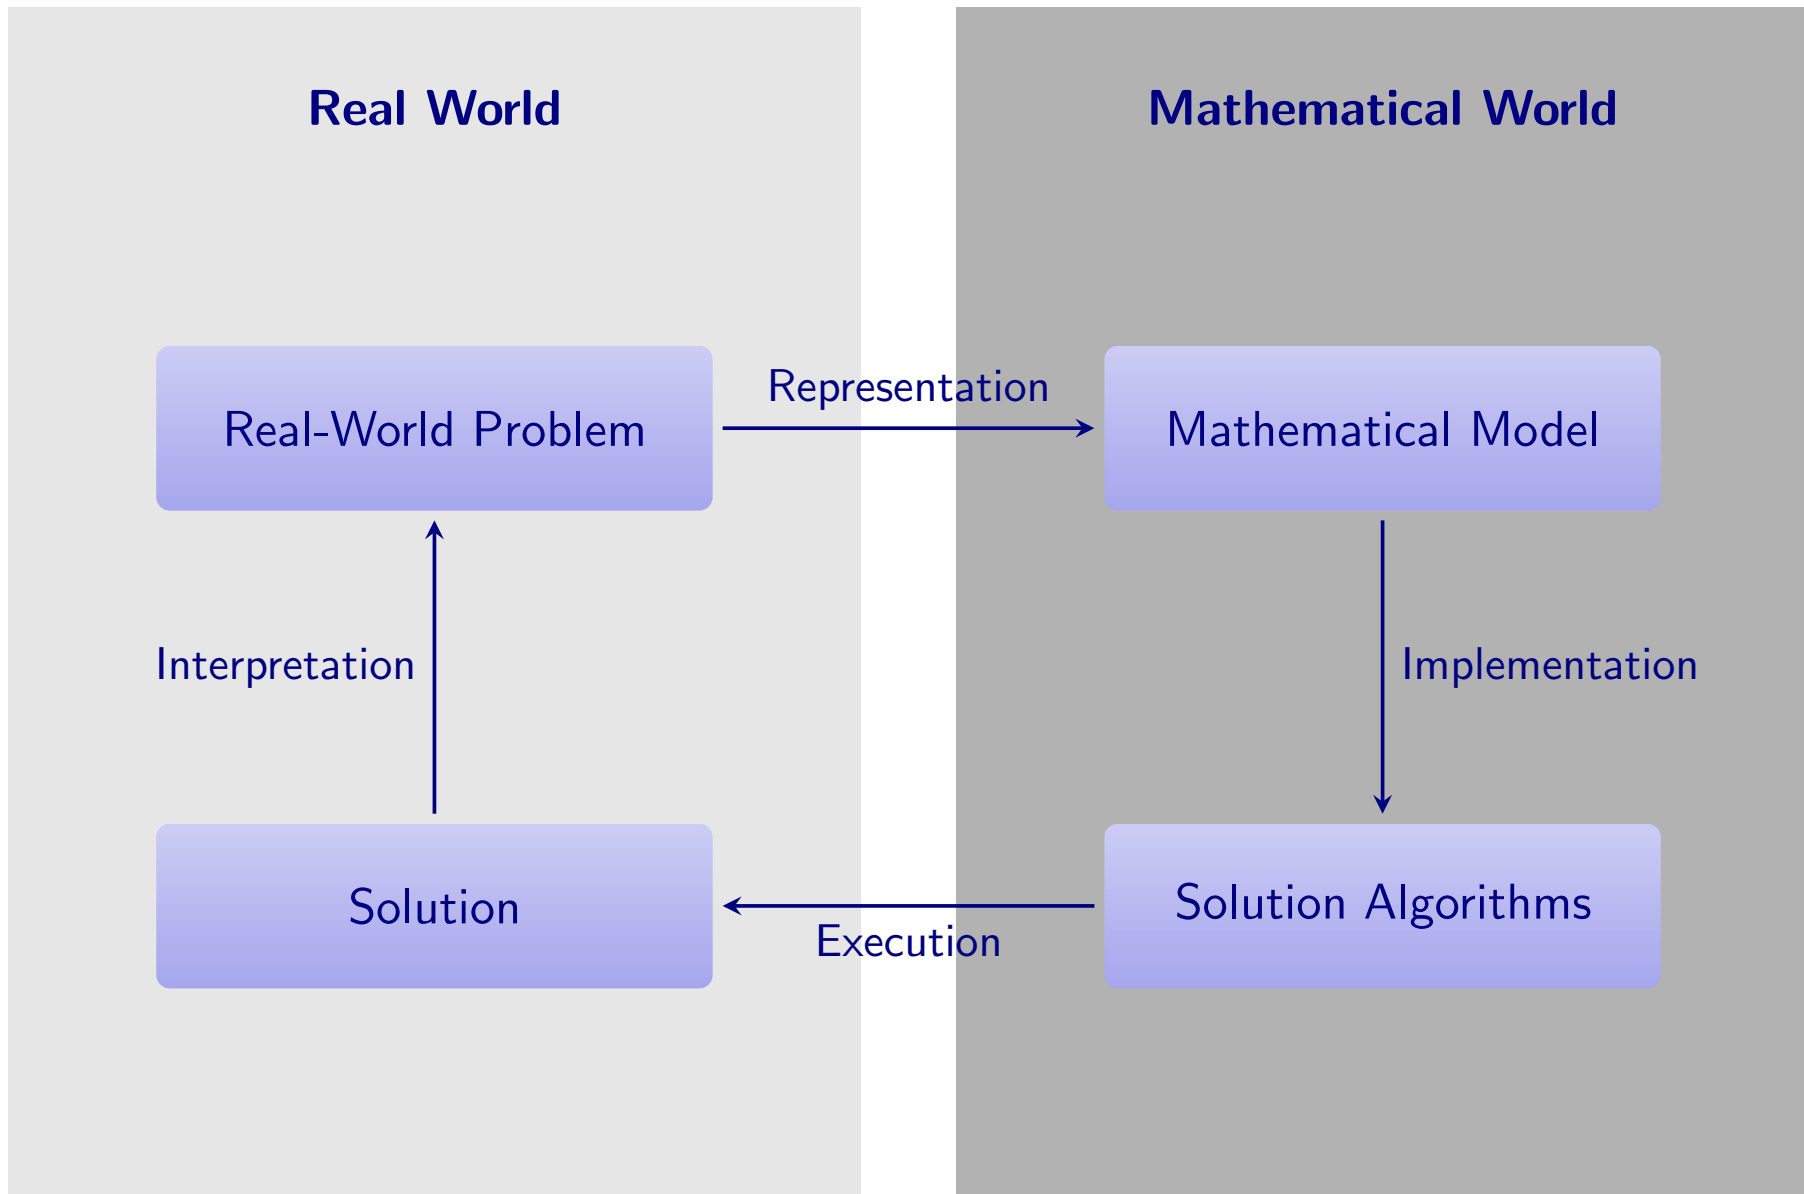 Real World
Mathematical World
Real-World Problem
Representation
Mathematical Model
Interpretation
Implementation
Solution
Execution
Solution Algorithms